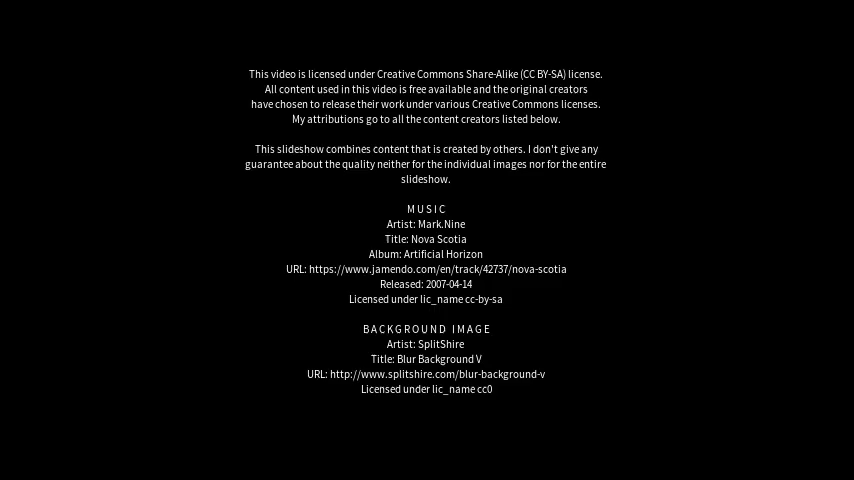 This video is licensed under Creative Commons Share-Alike (CC BY-SA) license.
All content used in this video is free available and the original creators
have chosen to release their work under various Creative Commons licenses.
My attributions go to all the content creators listed below.
This slideshow combines content that is created by others. I don't give any
guarantee about the quality neither for the individual images nor for the entire
slideshow.
MUSIC
Artist: Mark.Nine
Title: Nova Scotia
Album: Artificial Horizon
URL: https://www.jamendo.com/en/track/42737/nova-scotia
Released: 2007-04-14
Licensed under lic_name cc-by-sa
BACKGROUND IMAGE
Artist: SplitShire
Title: Blur Background V
URL: http://www.splitshire.com/blur-background-v
Licensed under lic_name cc0